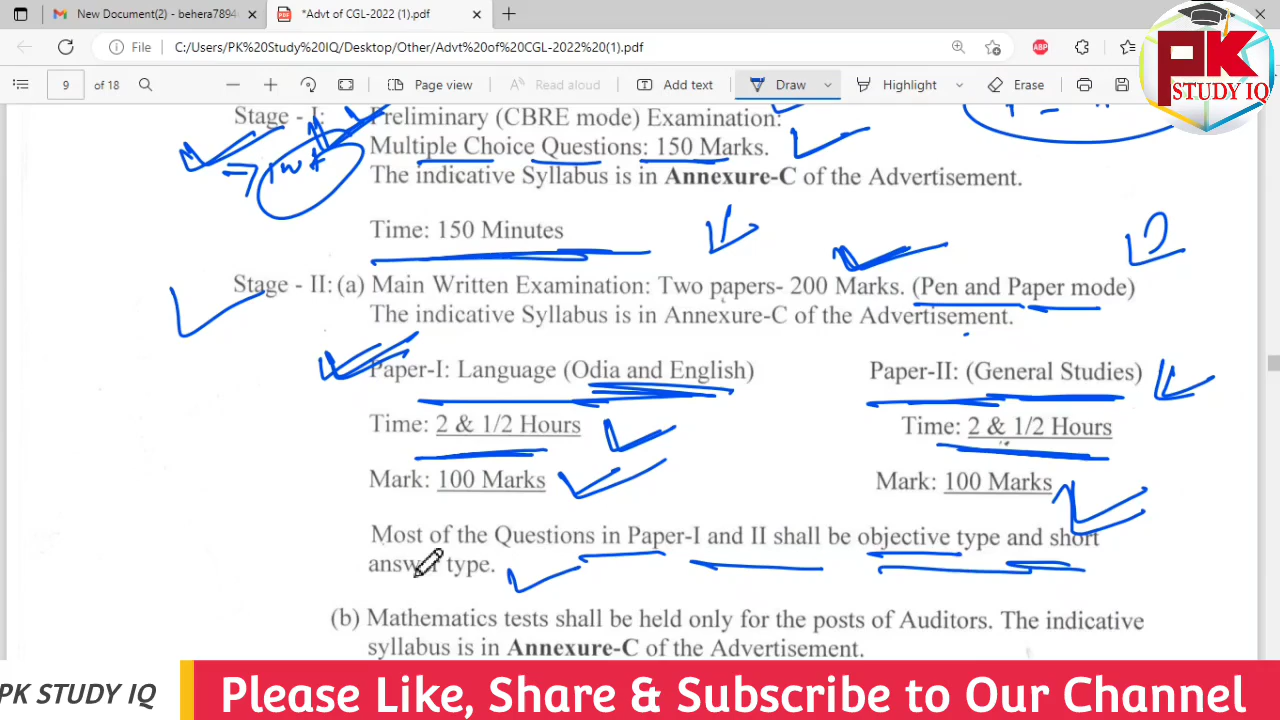 New Document(2) - behera7894
*Advt of CGL-2022 (1).pdf
File
C:/Users/PK%20Study%20IQ/Desktop/Other/Advt%20of%20CGL-2022%20(1).pdf
ABP
PK
STUDY IQ
9 of 18
Page view
Read aloud
Add text
Draw
Highlight
Erase
Stage - I:
Preliminary (CBRE mode) Examination:
Multiple Choice Questions: 150 Marks.
The indicative Syllabus is in Annexure-C of the Advertisement.
Time: 150 Minutes
Stage - II: (a) Main Written Examination: Two papers- 200 Marks. (Pen and Paper mode)
The indicative Syllabus is in Annexure-C of the Advertisement.
Paper-I: Language (Odia and English)
Paper-II: (General Studies)
Time: 2 & 1/2 Hours
Time: 2 & 1/2 Hours
Mark: 100 Marks
Mark: 100 Marks
Most of the Questions in Paper-I and II shall be objective type and short
answer type.
(b) Mathematics tests shall be held only for the posts of Auditors. The indicative
syllabus is in Annexure-C of the Advertisement.
PK STUDY IQ
Please Like, Share & Subscribe to Our Channel